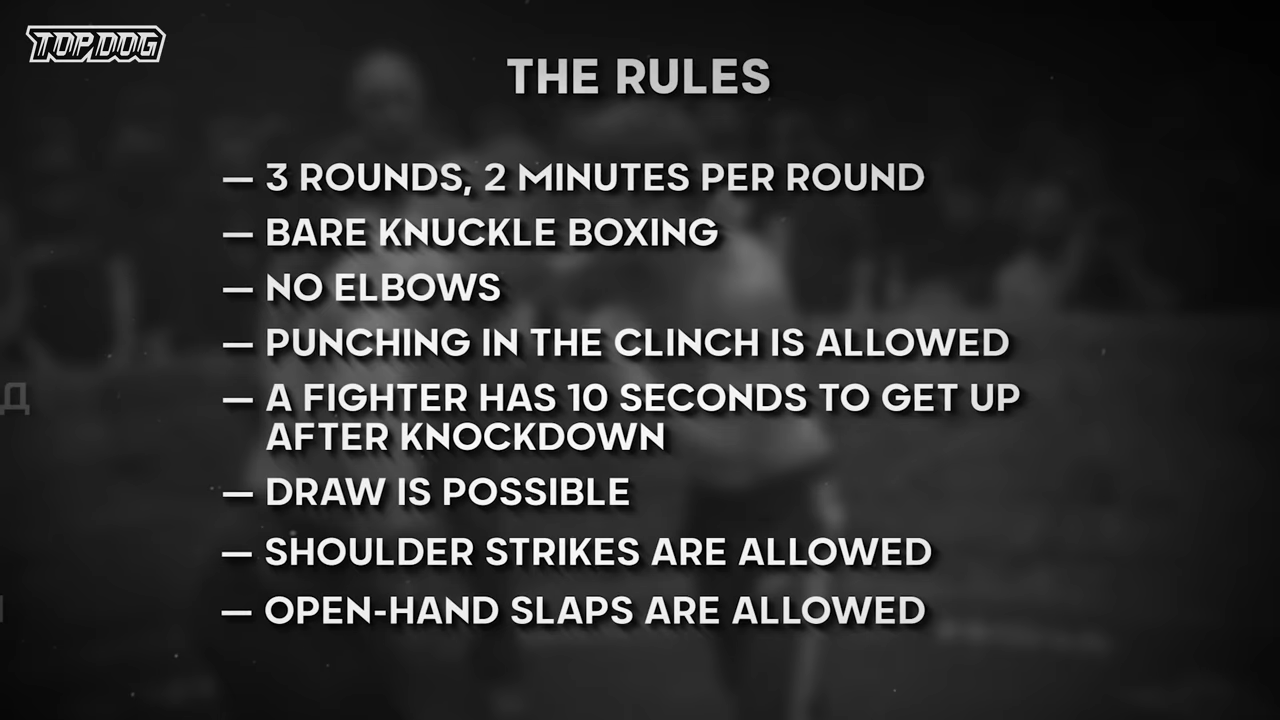 TOP DOG
THE RULES
— 3 ROUNDS, 2 MINUTES PER ROUND
— BARE KNUCKLE BOXING
— NO ELBOWS
— PUNCHING IN THE CLINCH IS ALLOWED
— A FIGHTER HAS 10 SECONDS TO GET UP
AFTER KNOCKDOWN
— DRAW IS POSSIBLE
— SHOULDER STRIKES ARE ALLOWED
— OPEN-HAND SLAPS ARE ALLOWED
Д